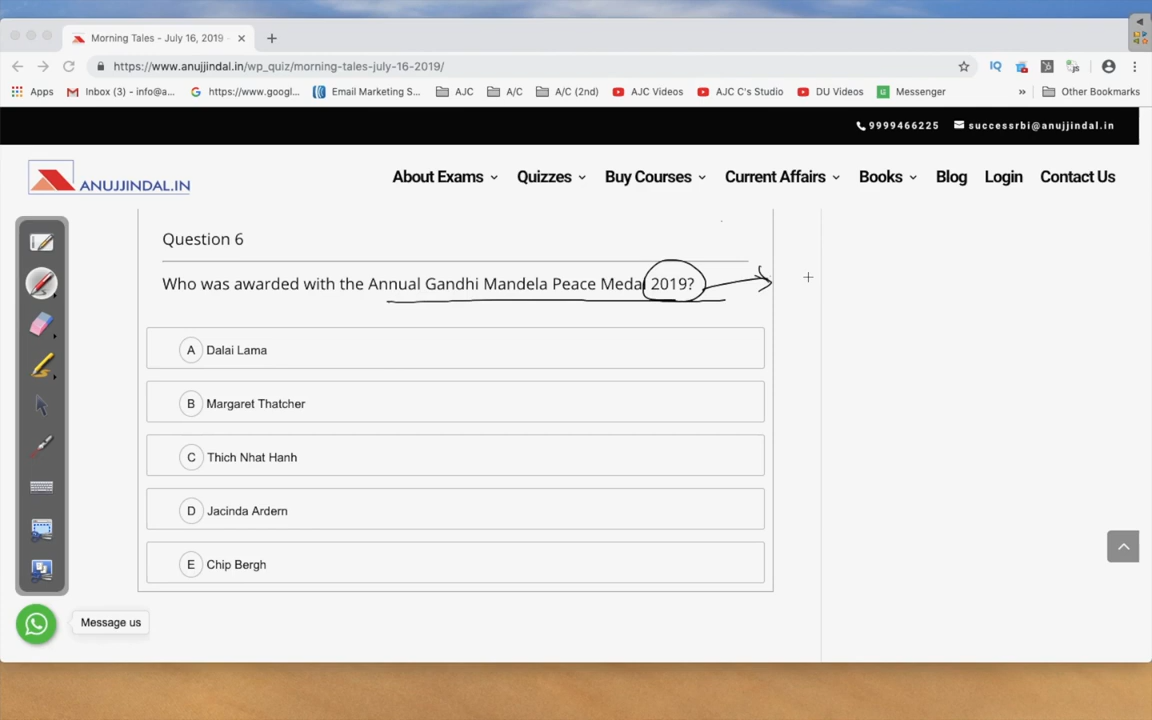 Morning Tales - July 16, 2019
https://www.anujjindal.in/wp_quiz/morning-tales-july-16-2019/
Apps Inbox (3) - info@a... https://www.googl... Email Marketing S... AJC A/C A/C (2nd) AJC Videos AJC C's Studio DU Videos Messenger » Other Bookmarks
9999466225 successrbi@anujjindal.in
ANUJJINDAL.IN About Exams Quizzes Buy Courses Current Affairs Books Blog Login Contact Us
Question 6
Who was awarded with the Annual Gandhi Mandela Peace Medal 2019?
A Dalai Lama
B Margaret Thatcher
C Thich Nhat Hanh
D Jacinda Ardern
E Chip Bergh
Message us